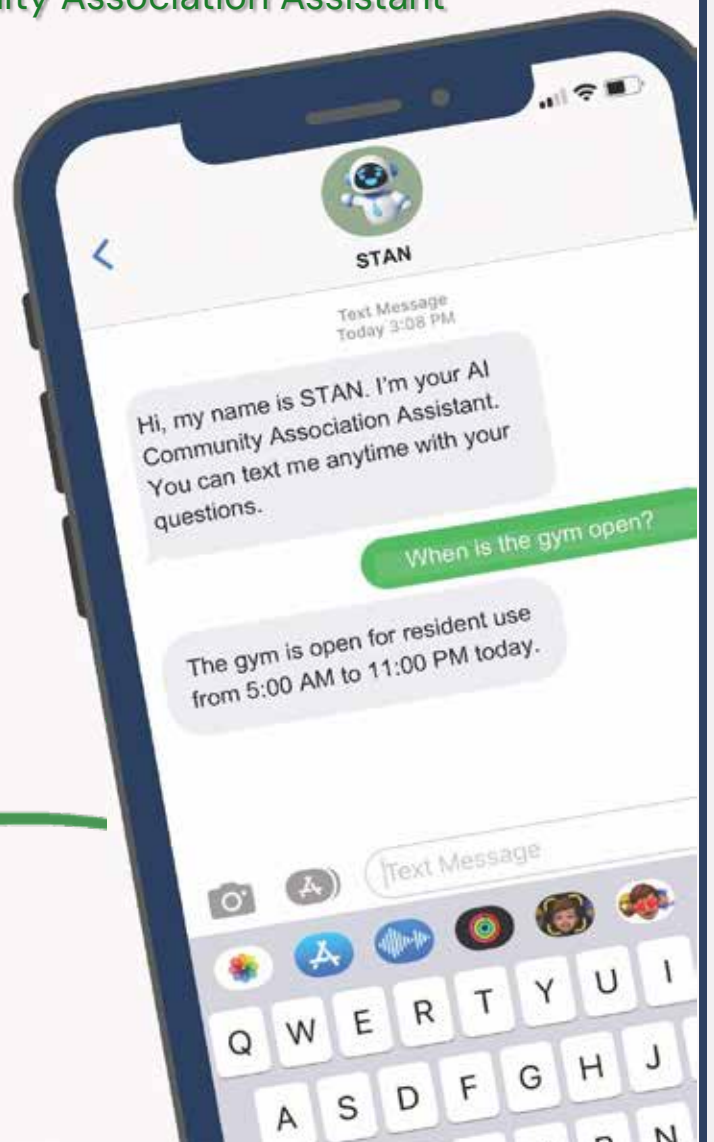 ity Association Assistant
STAN
Text Message
Today 3:08 PM
Hi, my name is STAN. I'm your AI
Community Association Assistant.
You can text me anytime with your
questions.
When is the gym open?
The gym is open for resident use
from 5:00 AM to 11:00 PM today.
Text Message
Q W E R T Y U I
A S D F G H J
B N